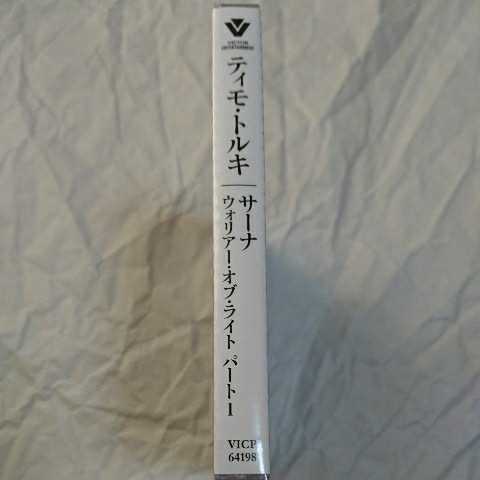 VICTOR
ENTERTAINMENT
ティモ・トルキ
サーナ
ウォリアー・オブ・ライト パート1
VICP
64198